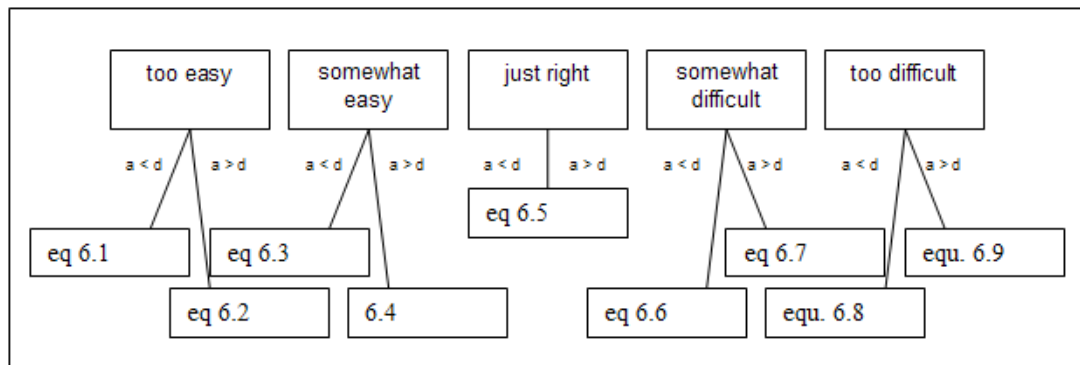 too easy
somewhat
easy
just right
somewhat
difficult
too difficult
a < d
a > d
a < d
a > d
a < d
a > d
a < d
a > d
a < d
a > d
eq 6.5
eq 6.1
eq 6.3
eq 6.7
equ. 6.9
eq 6.2
6.4
eq 6.6
equ. 6.8